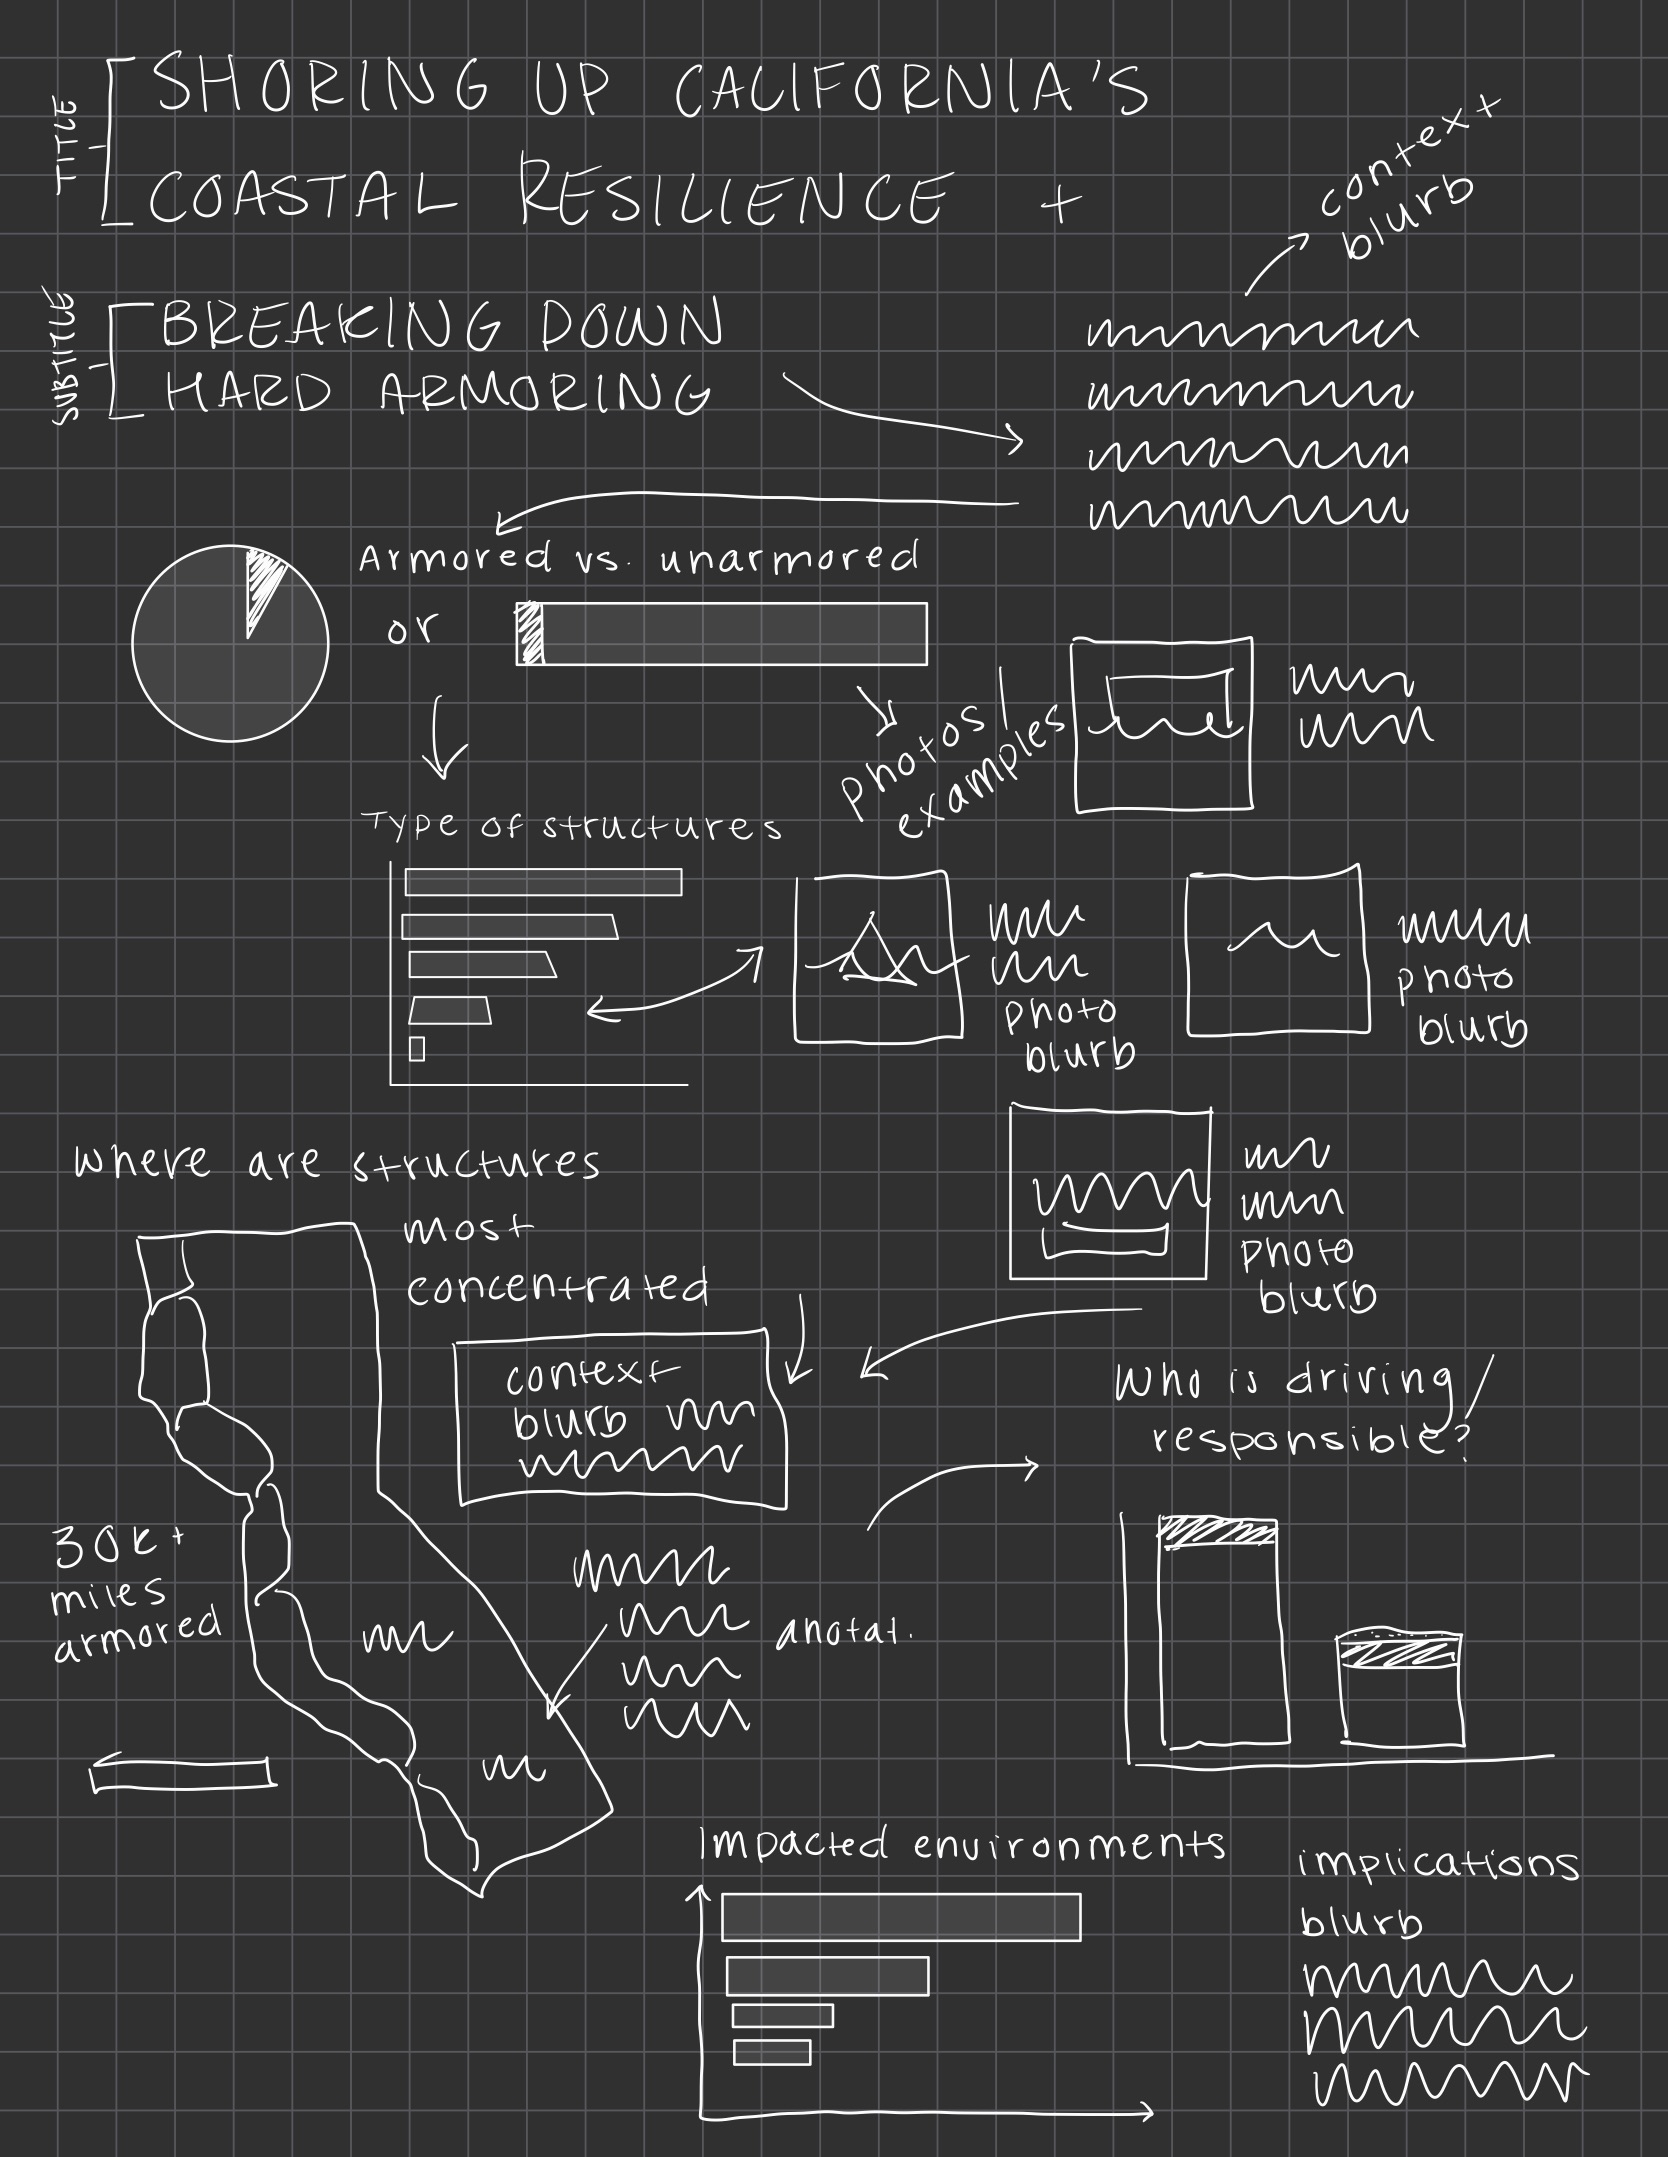 TITLE
SHORING UP CALIFORNIA'S
COASTAL RESILIENCE +
context
blurb
SUBTITLE
BREAKING DOWN
HARD ARMORING
Armored vs. unarmored
or
photos/
examples
Type of structures
photo
blurb
photo
blurb
where are structures
most
concentrated
photo
blurb
context
blurb
Who is driving/
responsible?
30k+
miles
armored
anotat.
Impacted environments
implications
blurb